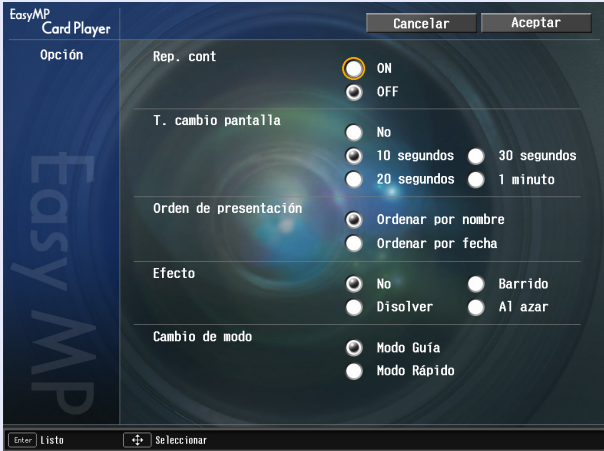 EasyMP
Card Player
Cancelar
Aceptar
Opción
Rep. cont
ON
OFF
T. cambio pantalla
No
10 segundos
30 segundos
20 segundos
1 minuto
Orden de presentación
Ordenar por nombre
Ordenar por fecha
Efecto
No
Barrido
Disolver
Al azar
Cambio de modo
Modo Guía
Modo Rápido
Easy MP
Enter Listo
Seleccionar